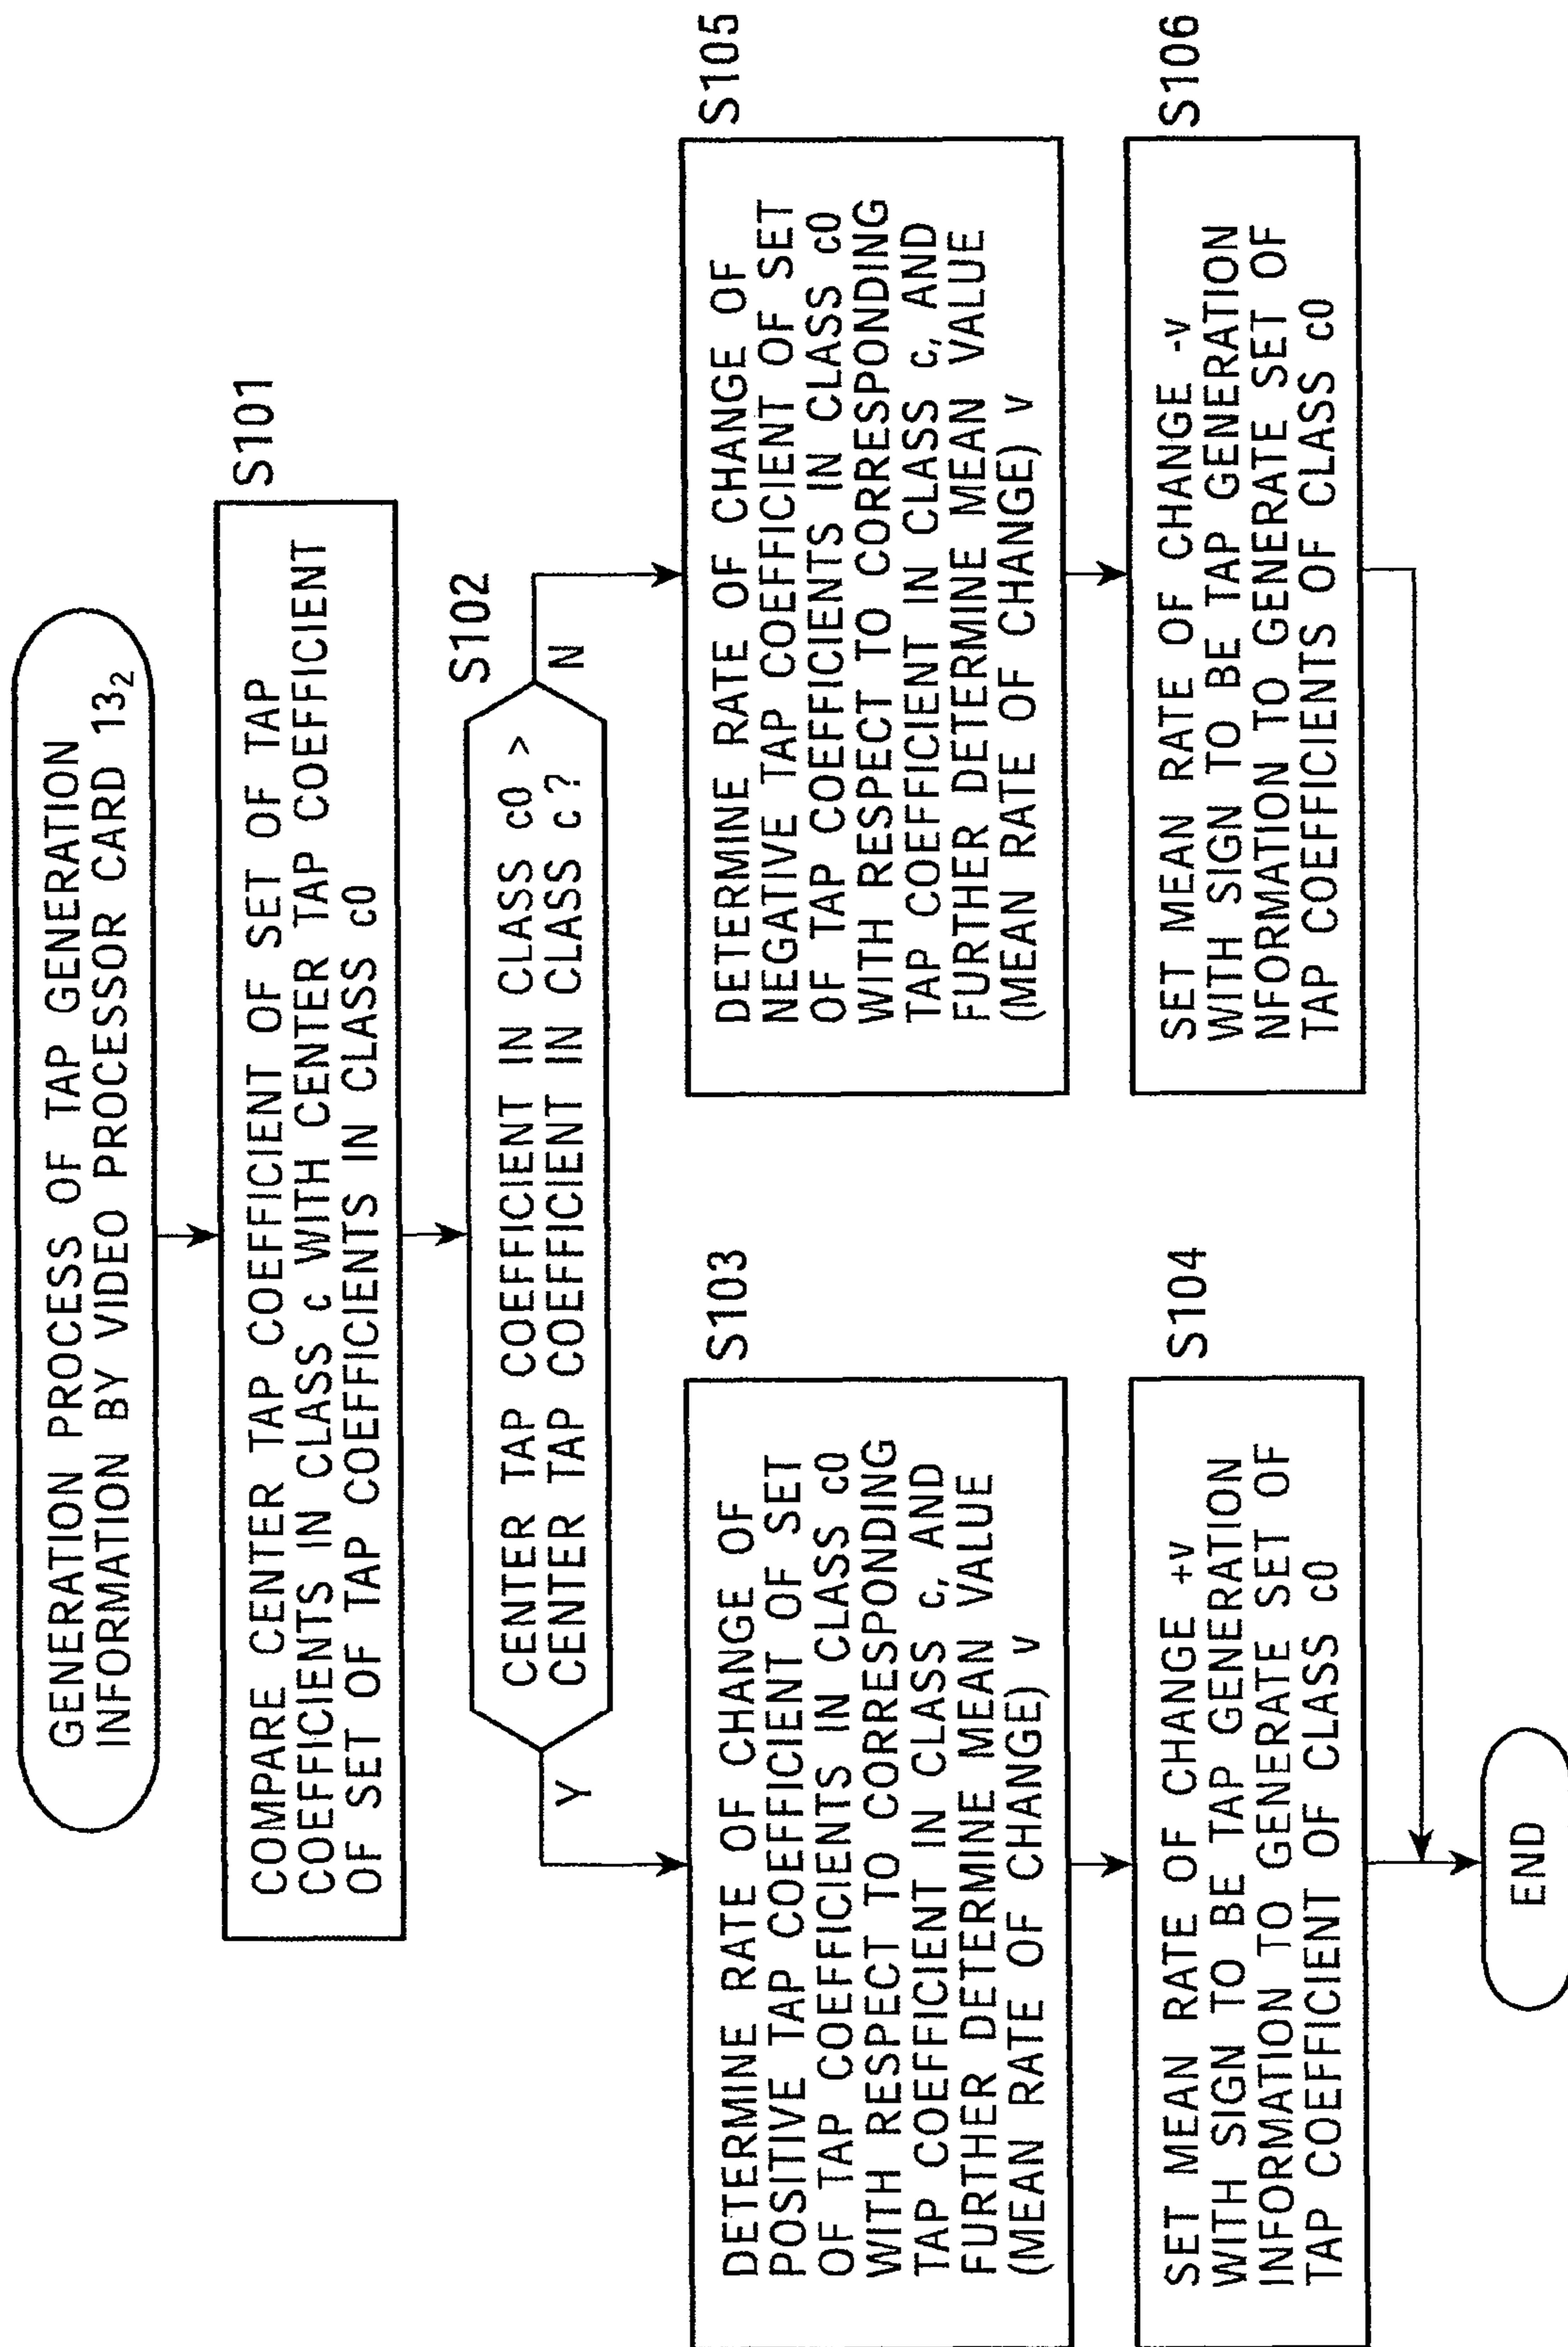 GENERATION PROCESS OF TAP GENERATION
INFORMATION BY VIDEO PROCESSOR CARD 13₂
S101
COMPARE CENTER TAP COEFFICIENT OF SET OF TAP
COEFFICIENTS IN CLASS c WITH CENTER TAP COEFFICIENT
OF SET OF TAP COEFFICIENTS IN CLASS c0
S102
CENTER TAP COEFFICIENT IN CLASS c0 >
CENTER TAP COEFFICIENT IN CLASS c ?
Y
N
S103
DETERMINE RATE OF CHANGE OF
POSITIVE TAP COEFFICIENT OF SET
OF TAP COEFFICIENTS IN CLASS c0
WITH RESPECT TO CORRESPONDING
TAP COEFFICIENT IN CLASS c, AND
FURTHER DETERMINE MEAN VALUE
(MEAN RATE OF CHANGE) v
S105
DETERMINE RATE OF CHANGE OF
NEGATIVE TAP COEFFICIENT OF SET
OF TAP COEFFICIENTS IN CLASS c0
WITH RESPECT TO CORRESPONDING
TAP COEFFICIENT IN CLASS c, AND
FURTHER DETERMINE MEAN VALUE
(MEAN RATE OF CHANGE) v
S104
SET MEAN RATE OF CHANGE +v
WITH SIGN TO BE TAP GENERATION
INFORMATION TO GENERATE SET OF
TAP COEFFICIENT OF CLASS c0
S106
SET MEAN RATE OF CHANGE -v
WITH SIGN TO BE TAP GENERATION
NFORMATION TO GENERATE SET OF
TAP COEFFICIENTS OF CLASS c0
END